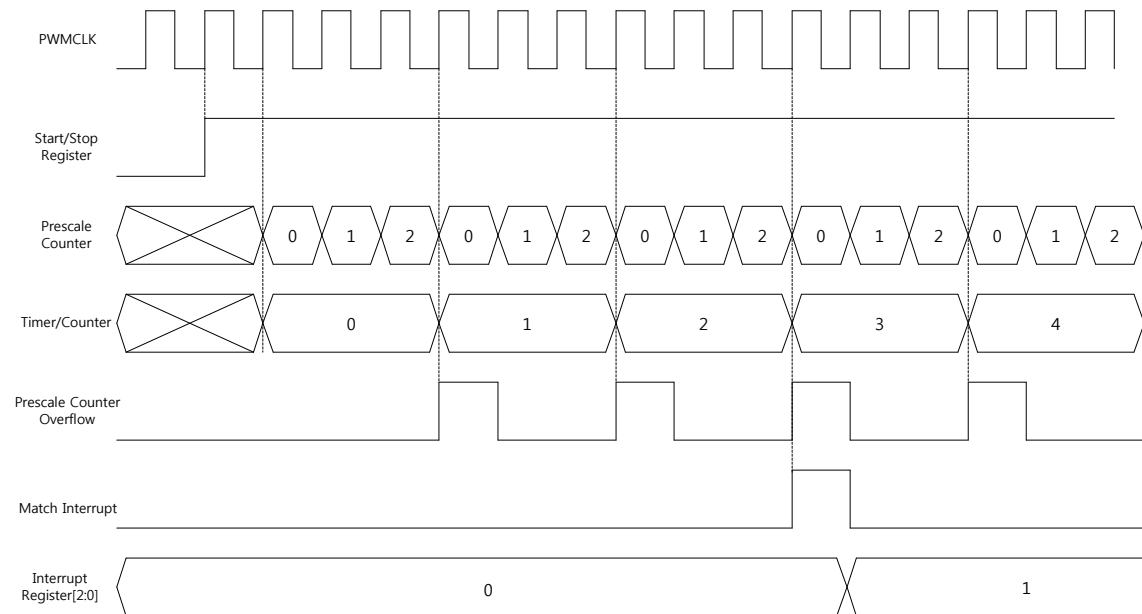 PWMCLK
Start/Stop
Register
Prescale
Counter
0 1 2 0 1 2 0 1 2 0 1 2 0 1 2
Timer/Counter
0 1 2 3 4
Prescale Counter
Overflow
Match Interrupt
Interrupt
Register[2:0]
0 1